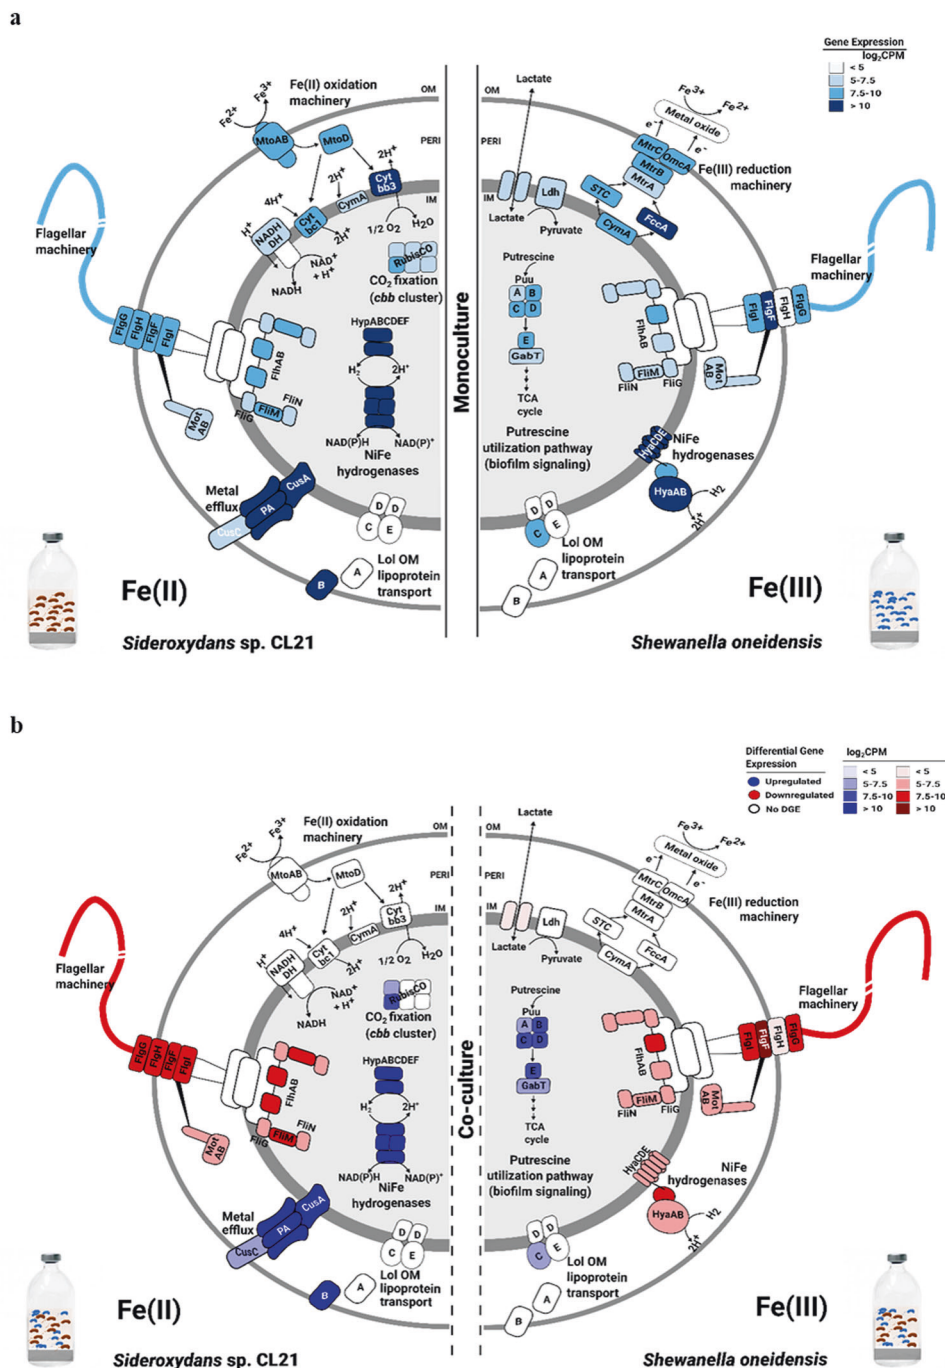 a
Gene Expression
log₂CPM
< 5
5-7.5
7.5-10
> 10
Fe(II) oxidation
machinery
OM
PERI
IM
Fe²⁺
Fe³⁺
MtoAB
MtoD
2H⁺
2H⁺
Cyt
bb3
CymA
4H⁺
Cyt
bc1
2H⁺
1/2 O₂
H₂O
H⁺
NADH
DH
NAD⁺
+ H⁺
NADH
RubisCO
CO₂ fixation
(cbb cluster)
Flagellar
machinery
FlgG
FlgH
FlgF
FlgI
FlhAB
FliN
FliM
FliG
Mot
AB
HypABCDEF
H₂
2H⁺
NAD(P)H
NAD(P)⁺
NiFe
hydrogenases
Metal
efflux
CusA
PA
CusC
D
D
C
E
Lol OM
lipoprotein
transport
A
B
Fe(II)
Sideroxydans sp. CL21
Monoculture
Lactate
OM
PERI
IM
Fe³⁺
Fe²⁺
Metal oxide
e⁻
e⁻
MtrC
OmcA
MtrB
MtrA
Fe(III) reduction
machinery
STC
FccA
CymA
Ldh
Lactate
Pyruvate
Putrescine
Puu
A
B
C
D
E
GabT
TCA
cycle
Putrescine
utilization pathway
(biofilm signaling)
Flagellar
machinery
FlgI
FlgF
FlgH
FlgG
FlhAB
FliN
FliM
FliG
Mot
AB
HyaCDE
NiFe
hydrogenases
HyaAB
H2
2H⁺
D
D
C
E
Lol OM
lipoprotein
transport
A
B
Fe(III)
Shewanella oneidensis
b
Differential Gene
Expression
Upregulated
Downregulated
No DGE
log₂CPM
< 5
5-7.5
7.5-10
> 10
< 5
5-7.5
7.5-10
> 10
Fe(II) oxidation
machinery
OM
PERI
IM
Fe²⁺
Fe³⁺
MtoAB
MtoD
2H⁺
2H⁺
Cyt
bb3
CymA
4H⁺
Cyt
bc1
2H⁺
1/2 O₂
H₂O
H⁺
NADH
DH
NAD⁺
+ H⁺
NADH
RubisCO
CO₂ fixation
(cbb cluster)
Flagellar
machinery
FlgG
FlgH
FlgF
FlgI
FlhAB
FliN
FliM
FliG
Mot
AB
HypABCDEF
H₂
2H⁺
NAD(P)H
NAD(P)⁺
NiFe
hydrogenases
Metal
efflux
CusA
PA
CusC
D
D
C
E
Lol OM
lipoprotein
transport
A
B
Fe(II)
Sideroxydans sp. CL21
Co-culture
Lactate
OM
PERI
IM
Fe³⁺
Fe²⁺
Metal oxide
e⁻
e⁻
MtrC
OmcA
MtrB
MtrA
Fe(III) reduction
machinery
STC
FccA
CymA
Ldh
Lactate
Pyruvate
Putrescine
Puu
A
B
C
D
E
GabT
TCA
cycle
Putrescine
utilization pathway
(biofilm signaling)
Flagellar
machinery
FlgI
FlgF
FlgH
FlgG
FlhAB
FliN
FliM
FliG
Mot
AB
HyaCDE
NiFe
hydrogenases
HyaAB
H2
2H⁺
D
D
C
E
Lol OM
lipoprotein
transport
A
B
Fe(III)
Shewanella oneidensis